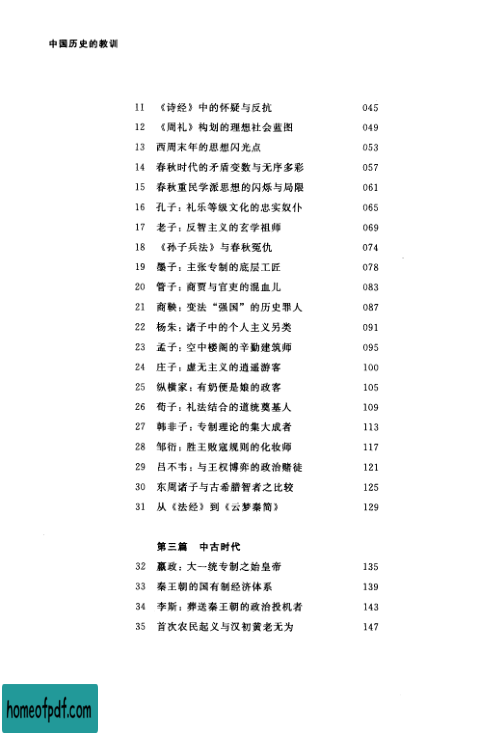 中国历史的教训
11 《诗经》中的怀疑与反抗 045
12 《周礼》构划的理想社会蓝图 049
13 西周末年的思想闪光点 053
14 春秋时代的矛盾变数与无序多彩 057
15 春秋重民学派思想的闪烁与局限 061
16 孔子：礼乐等级文化的忠实奴仆 065
17 老子：反智主义的玄学祖师 069
18 《孙子兵法》与春秋冤仇 074
19 墨子：主张专制的底层工匠 078
20 管子：商贾与官吏的混血儿 083
21 商鞅：变法“强国”的历史罪人 087
22 杨朱：诸子中的个人主义另类 091
23 孟子：空中楼阁的辛勤建筑师 095
24 庄子：虚无主义的逍遥游客 100
25 纵横家：有奶便是娘的政客 105
26 荀子：礼法结合的道统奠基人 109
27 韩非子：专制理论的集大成者 113
28 邹衍：胜王败寇规则的化妆师 117
29 吕不韦：与王权博弈的政治赌徒 121
30 东周诸子与古希腊智者之比较 125
31 从《法经》到《云梦秦简》 129
第三篇 中古时代
32 嬴政：大一统专制之始皇帝 135
33 秦王朝的国有制经济体系 139
34 李斯：葬送秦王朝的政治投机者 143
35 首次农民起义与汉初黄老无为 147
homeofpdf.com